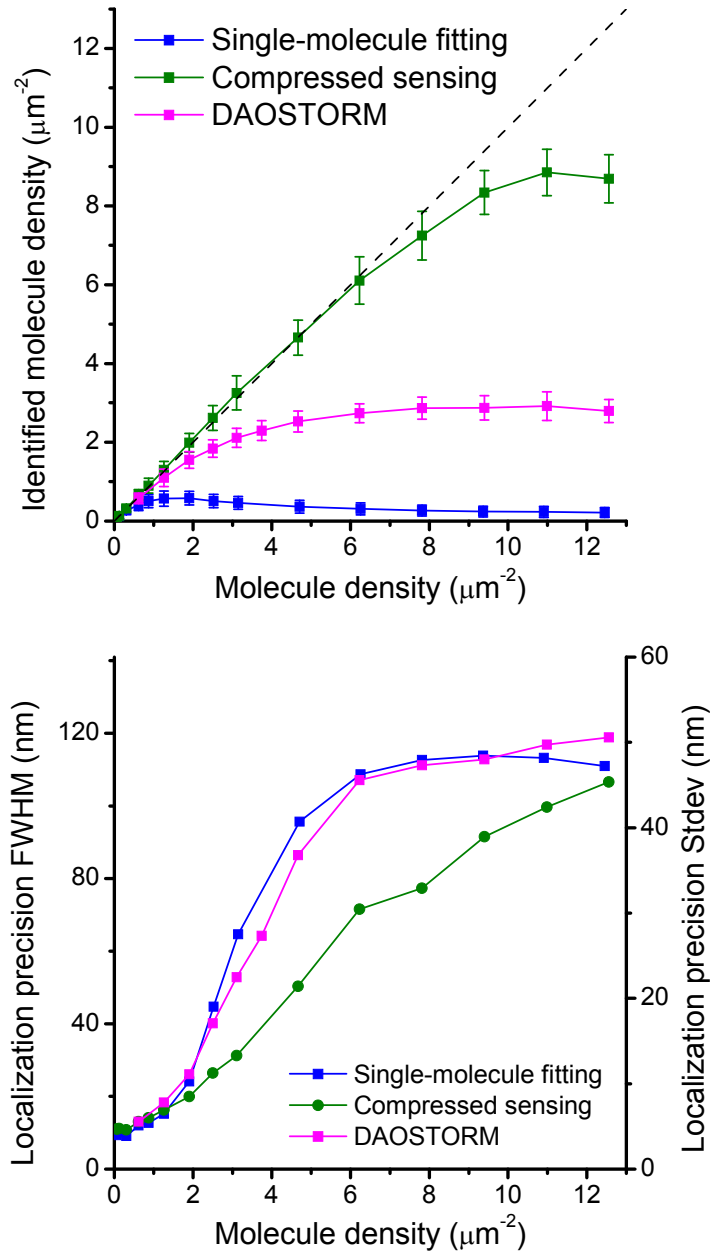 Single-molecule fitting
Compressed sensing
DAOSTORM
Identified molecule density (μm⁻²)
12
10
8
6
4
2
0
0 2 4 6 8 10 12
Molecule density (μm⁻²)
Localization precision FWHM (nm)
120
80
40
0
60
40
20
0
Localization precision Stdev (nm)
Single-molecule fitting
Compressed sensing
DAOSTORM
0 2 4 6 8 10 12
Molecule density (μm⁻²)